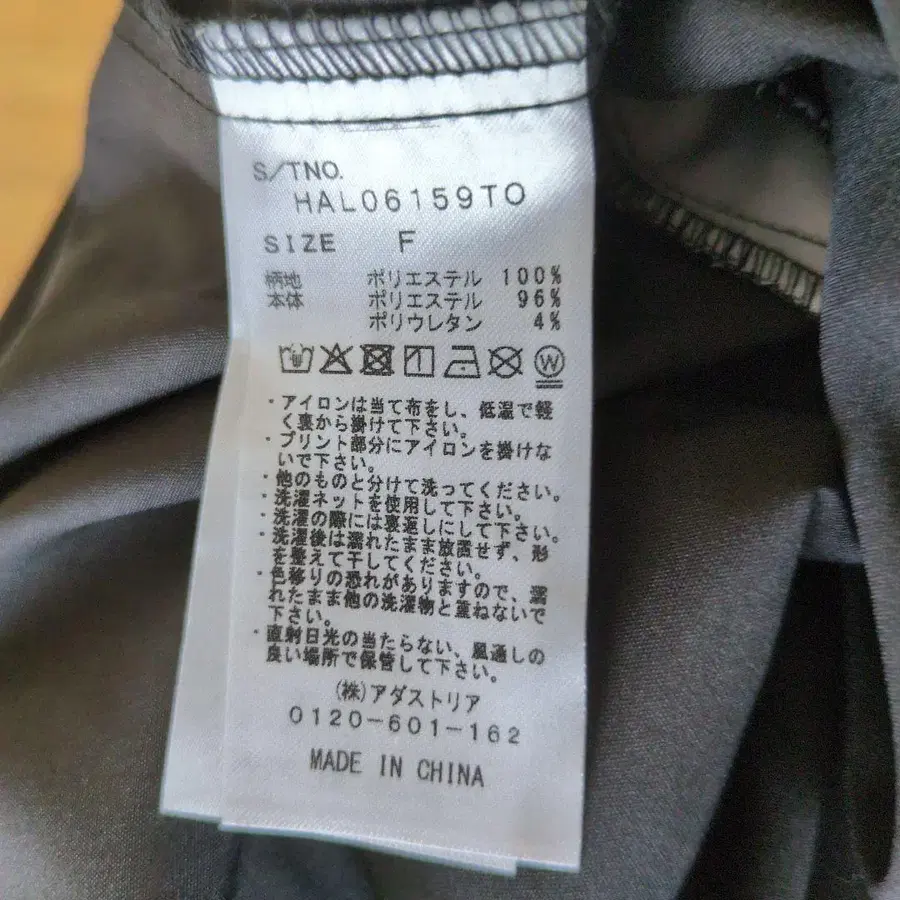 S/TNO.
HAL06159TO
SIZE F
柄地 ポリエステル 100%
本体 ポリエステル 96%
ポリウレタン 4%
W
・アイロンは当て布をし、低温で軽
く裏から掛けて下さい。
・プリント部分にアイロンを掛けな
いで下さい。
・他のものと分けて洗ってください。
・洗濯ネットを使用して下さい。
・洗濯の際には裏返しにして下さい。
・洗濯後は濡れたまま放置せず、形
を整えて干してください。
・色移りの恐れがありますので、濡
れたまま他の洗濯物と重ねないで
下さい。
・直射日光の当たらない、風通しの
良い場所で保管して下さい。
(株)アダストリア
0120-601-162
MADE IN CHINA